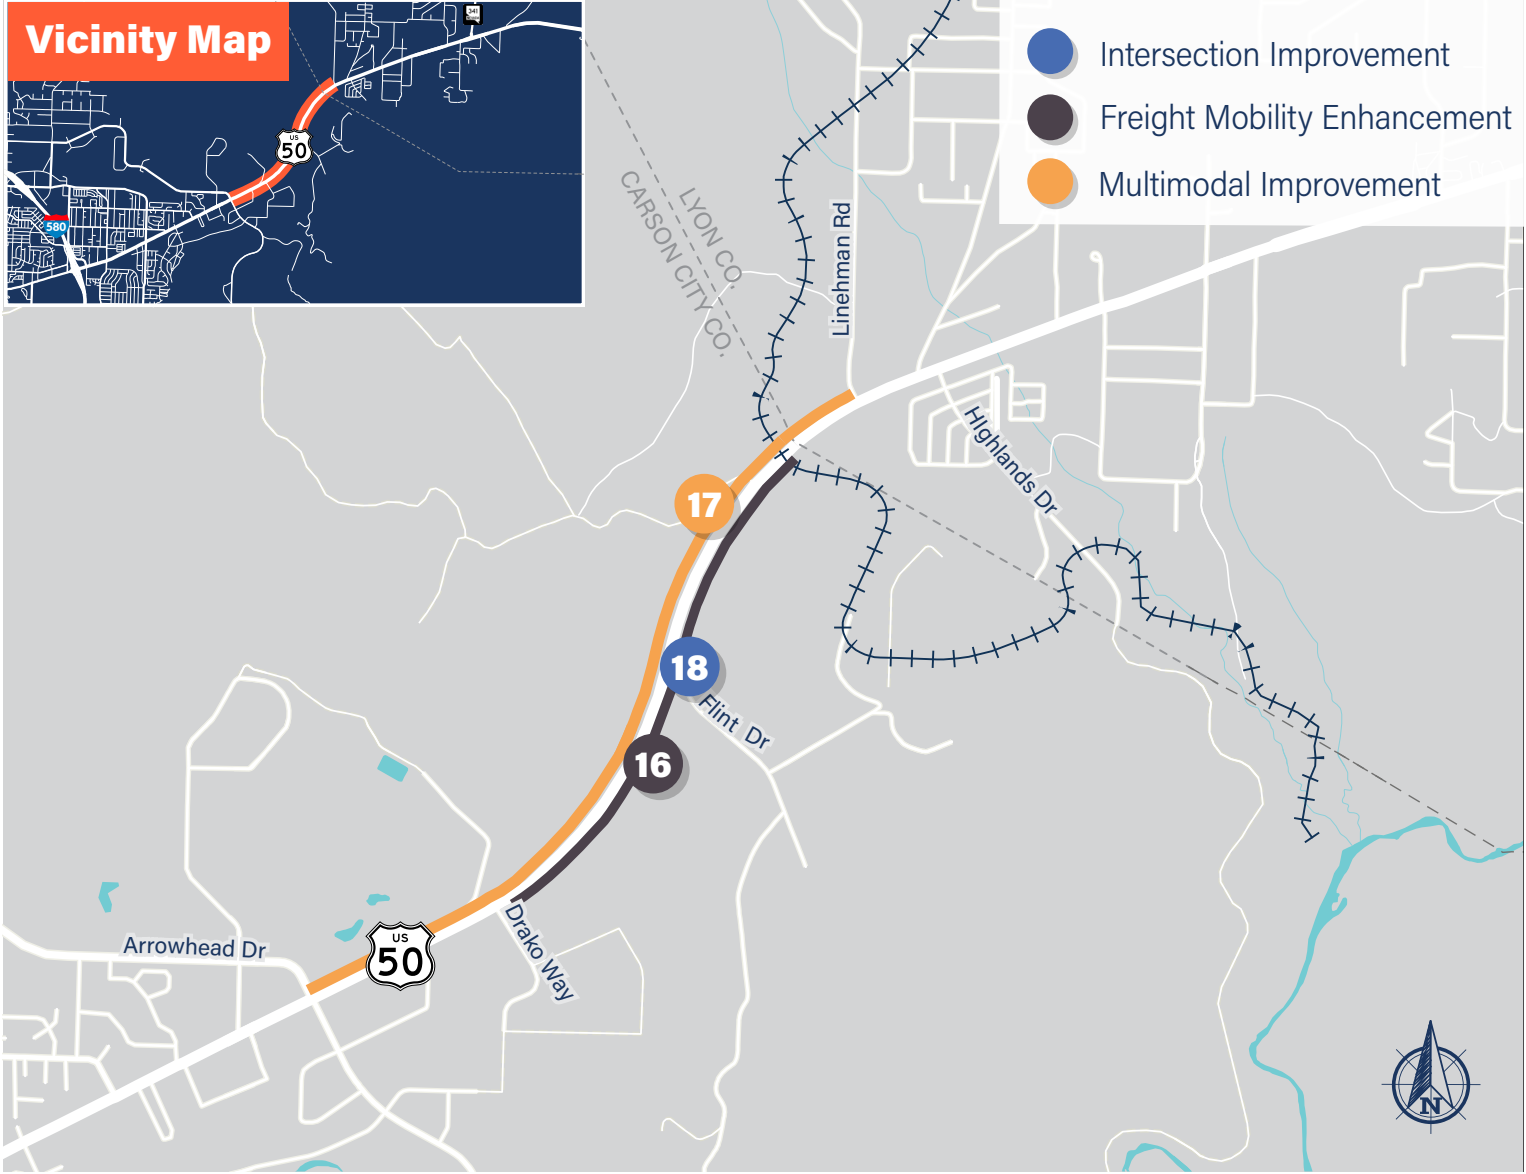 Vicinity Map
341
US
50
580
Intersection Improvement
Freight Mobility Enhancement
Multimodal Improvement
LYON CO.
CARSON CITY CO.
Linehman Rd
HIghlands Dr
17
18
Flint Dr
16
Drako Way
Arrowhead Dr
US
50
N